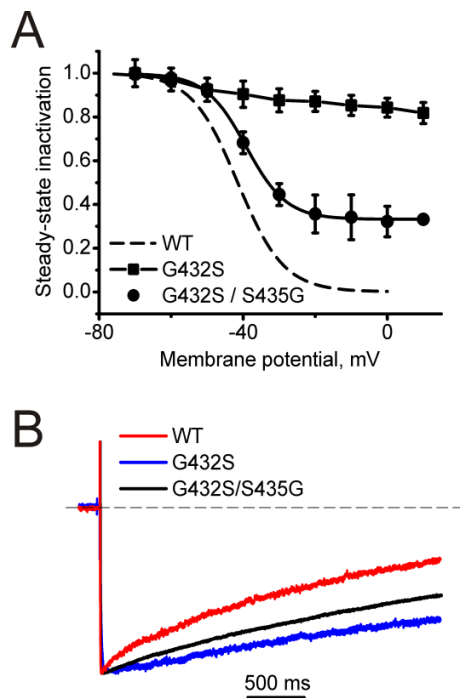 A
Steady-state inactivation
1.0
0.8
0.6
0.4
0.2
0.0
WT
G432S
G432S / S435G
-80 -40 0
Membrane potential, mV
B
WT
G432S
G432S/S435G
500 ms